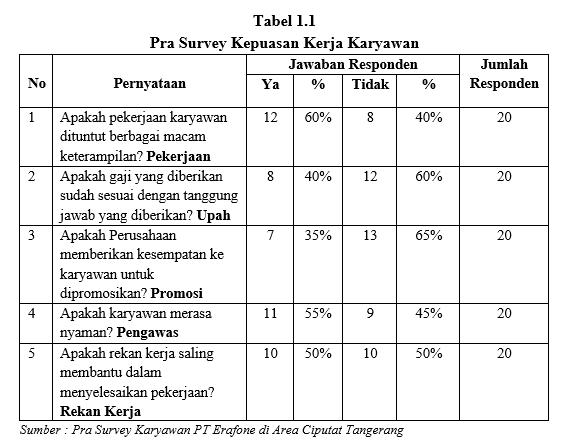 Tabel 1.1
Pra Survey Kepuasan Kerja Karyawan
No Pernyataan Jawaban Responden Jumlah Responden
Ya % Tidak %
1 Apakah pekerjaan karyawan 12 60% 8 40% 20
dituntut berbagai macam
keterampilan? Pekerjaan
2 Apakah gaji yang diberikan 8 40% 12 60% 20
sudah sesuai dengan tanggung
jawab yang diberikan? Upah
3 Apakah Perusahaan 7 35% 13 65% 20
memberikan kesempatan ke
karyawan untuk
dipromosikan? Promosi
4 Apakah karyawan merasa 11 55% 9 45% 20
nyaman? Pengawas
5 Apakah rekan kerja saling 10 50% 10 50% 20
membantu dalam
menyelesaikan pekerjaan?
Rekan Kerja
Sumber : Pra Survey Karyawan PT Erafone di Area Ciputat Tangerang